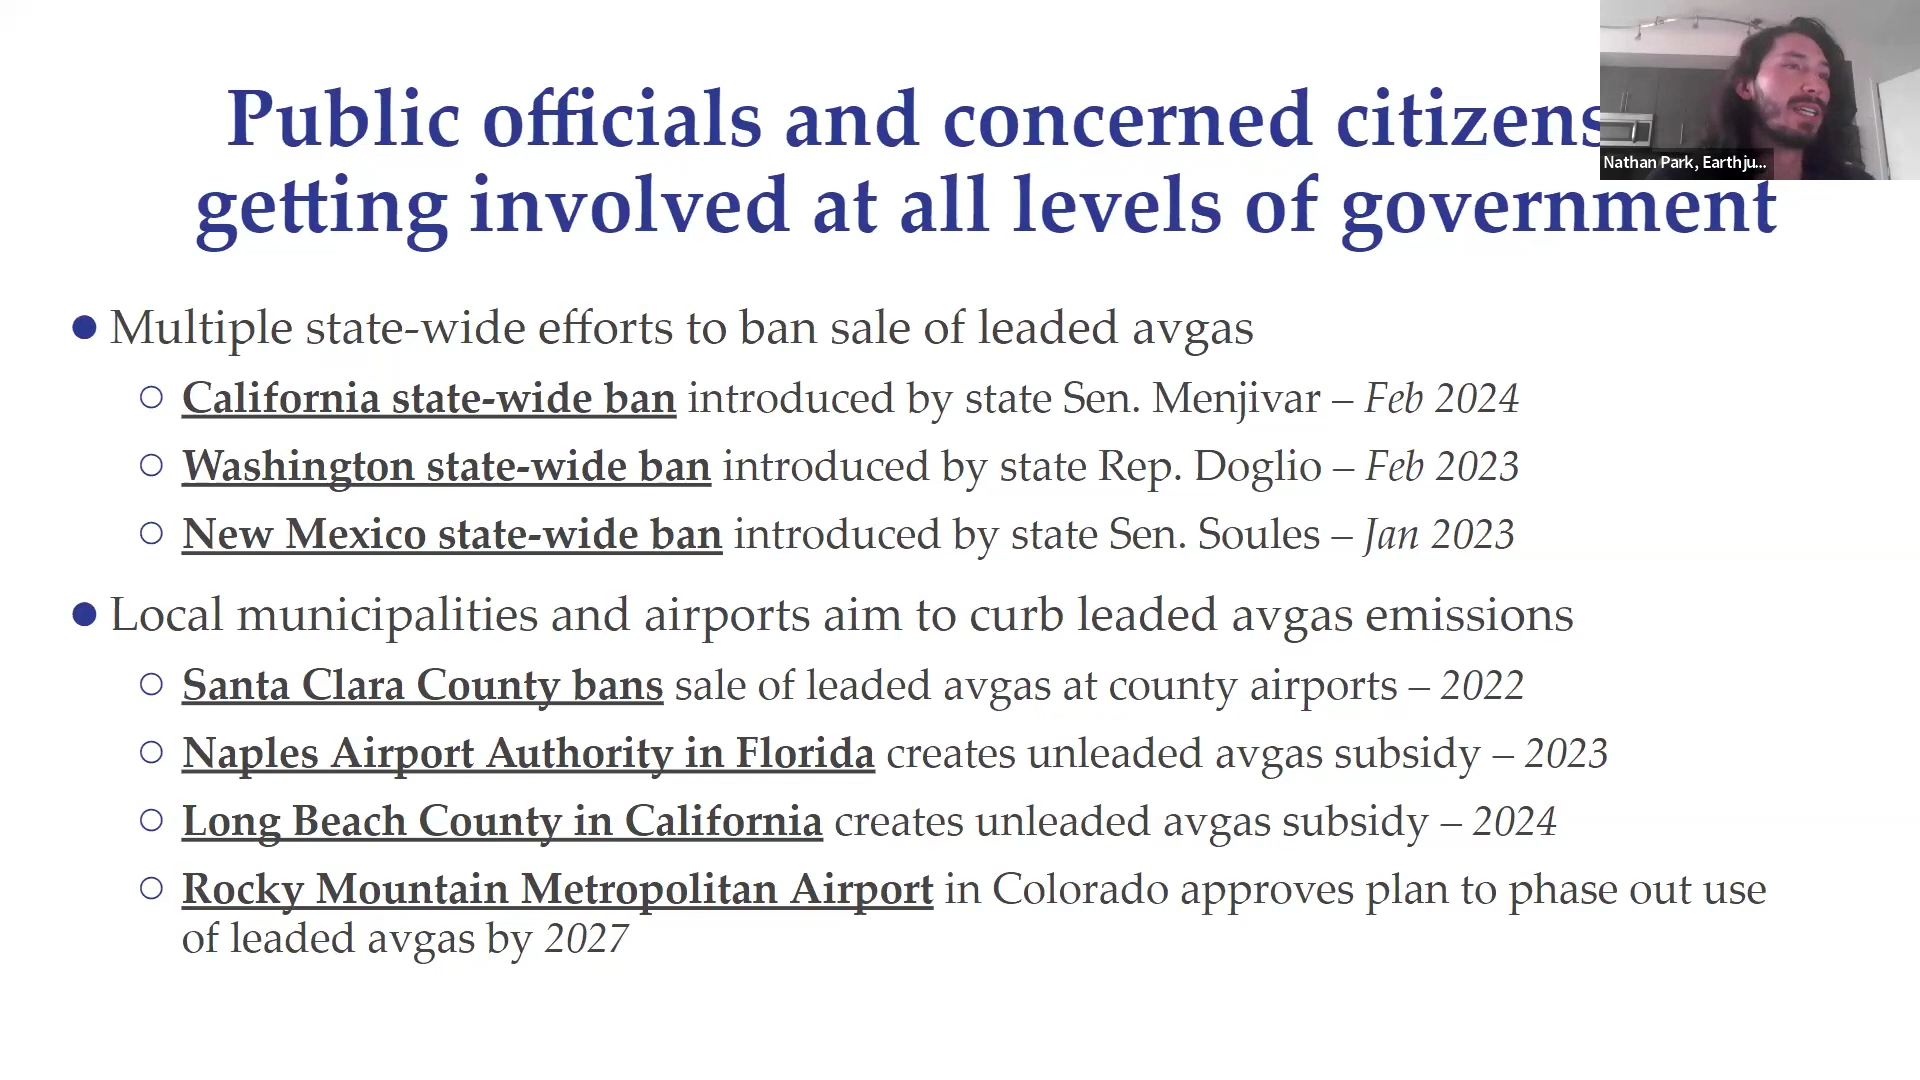 Public officials and concerned citizens
getting involved at all levels of government
Nathan Park, Earthju...
● Multiple state-wide efforts to ban sale of leaded avgas
○ California state-wide ban introduced by state Sen. Menjivar – Feb 2024
○ Washington state-wide ban introduced by state Rep. Doglio – Feb 2023
○ New Mexico state-wide ban introduced by state Sen. Soules – Jan 2023
● Local municipalities and airports aim to curb leaded avgas emissions
○ Santa Clara County bans sale of leaded avgas at county airports – 2022
○ Naples Airport Authority in Florida creates unleaded avgas subsidy – 2023
○ Long Beach County in California creates unleaded avgas subsidy – 2024
○ Rocky Mountain Metropolitan Airport in Colorado approves plan to phase out use
of leaded avgas by 2027